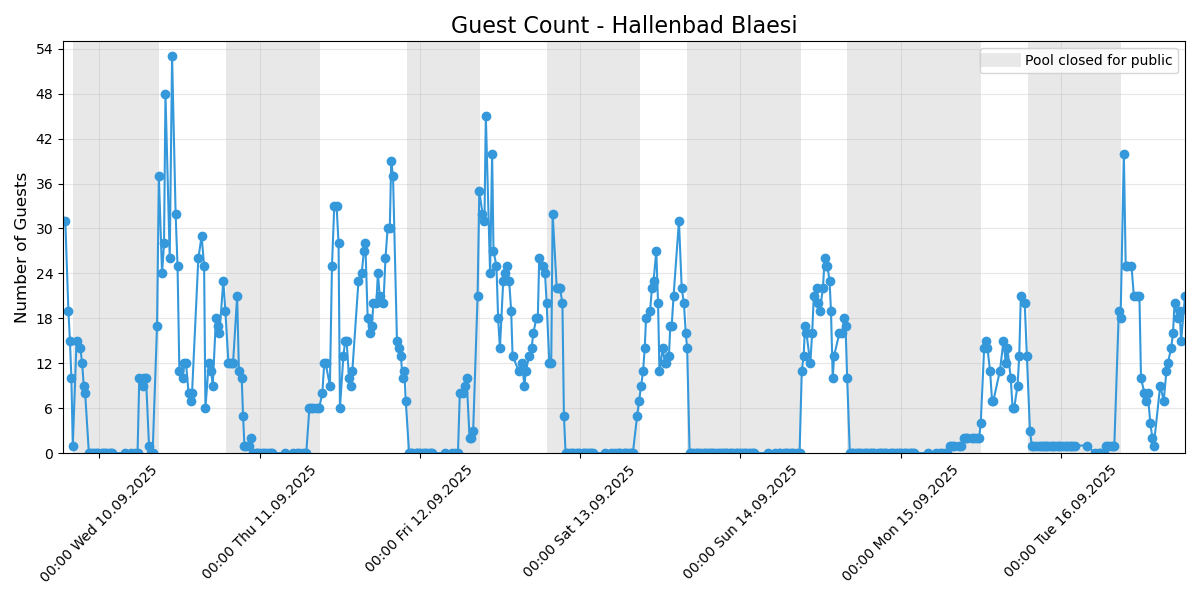 Guest Count - Hallenbad Blaesi
Pool closed for public
Number of Guests
54
48
42
36
30
24
18
12
6
0
00:00 Wed 10.09.2025
00:00 Thu 11.09.2025
00:00 Fri 12.09.2025
00:00 Sat 13.09.2025
00:00 Sun 14.09.2025
00:00 Mon 15.09.2025
00:00 Tue 16.09.2025